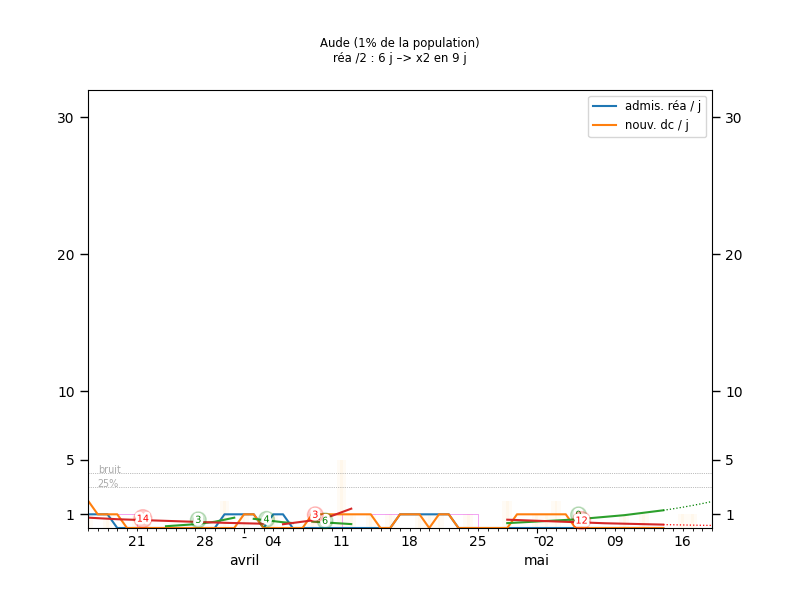 Aude (1% de la population)
réa /2 : 6 j –> x2 en 9 j
admis. réa / j
nouv. dc / j
30 30
20 20
10 10
5 5
bruit
25%
1 1
14 3 4 3 6 12
21 28 04 11 18 25 02 09 16
avril mai